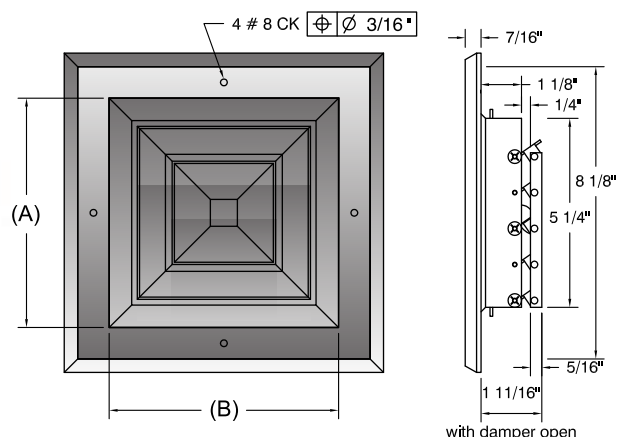 4 # 8 CK ⌖ Ø 3/16"
7/16"
1 1/8"
1/4"
(A)
8 1/8"
5 1/4"
5/16"
1 11/16"
(B)
with damper open